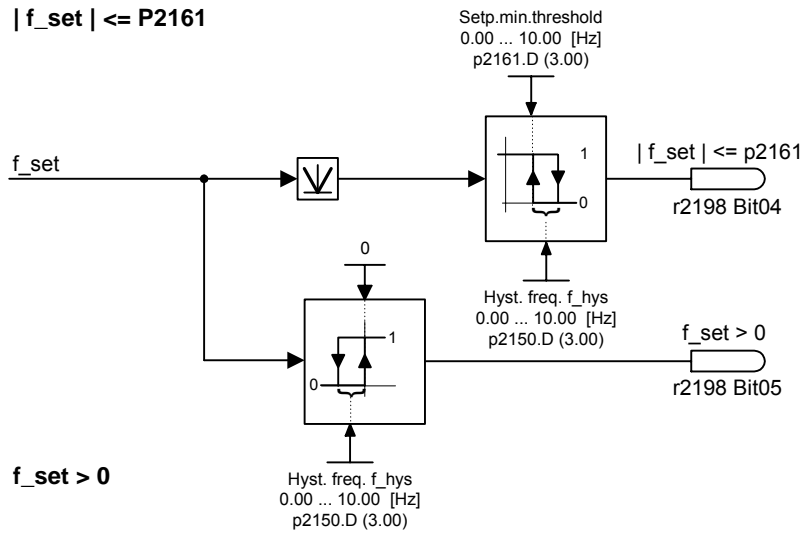 | f_set | <= P2161
Setp.min.threshold
0.00 ... 10.00 [Hz]
p2161.D (3.00)
f_set
1
0
| f_set | <= p2161
r2198 Bit04
Hyst. freq. f_hys
0.00 ... 10.00 [Hz]
p2150.D (3.00)
0
1
0
f_set > 0
r2198 Bit05
f_set > 0
Hyst. freq. f_hys
0.00 ... 10.00 [Hz]
p2150.D (3.00)